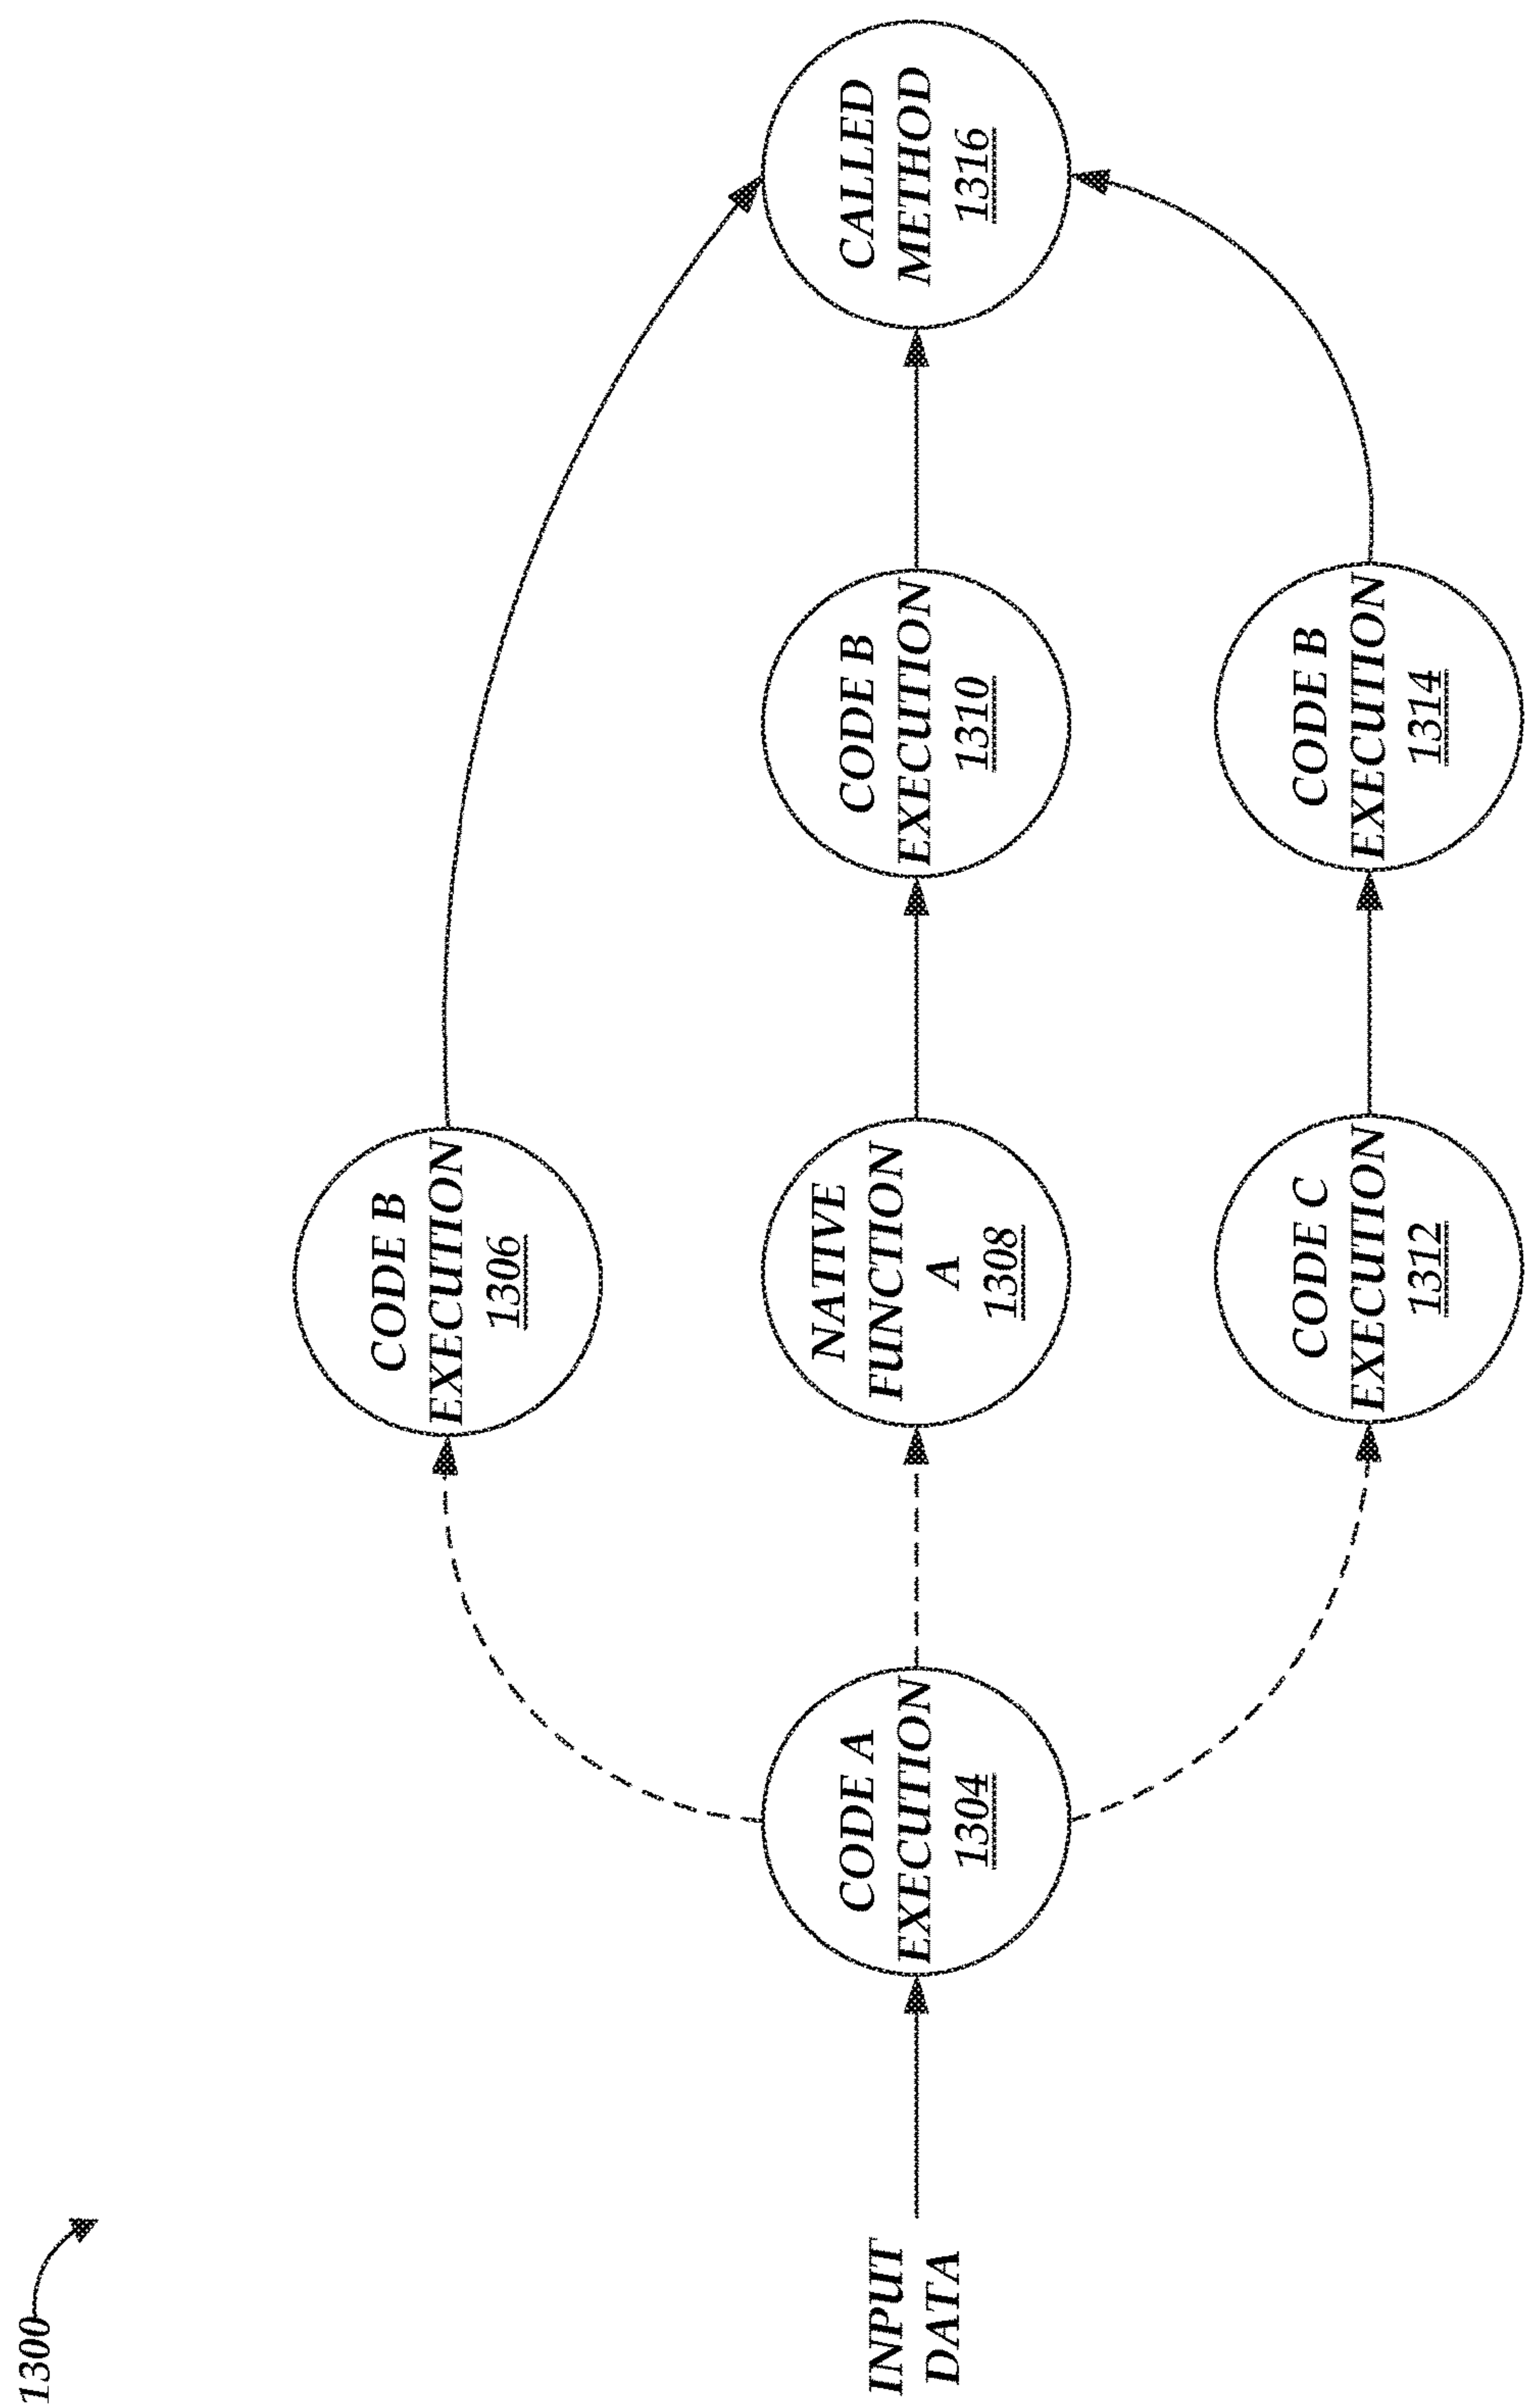 1300
INPUT
DATA
CODE A
EXECUTION
1304
CODE B
EXECUTION
1306
NATIVE
FUNCTION
A
1308
CODE C
EXECUTION
1312
CODE B
EXECUTION
1310
CODE B
EXECUTION
1314
CALLED
METHOD
1316